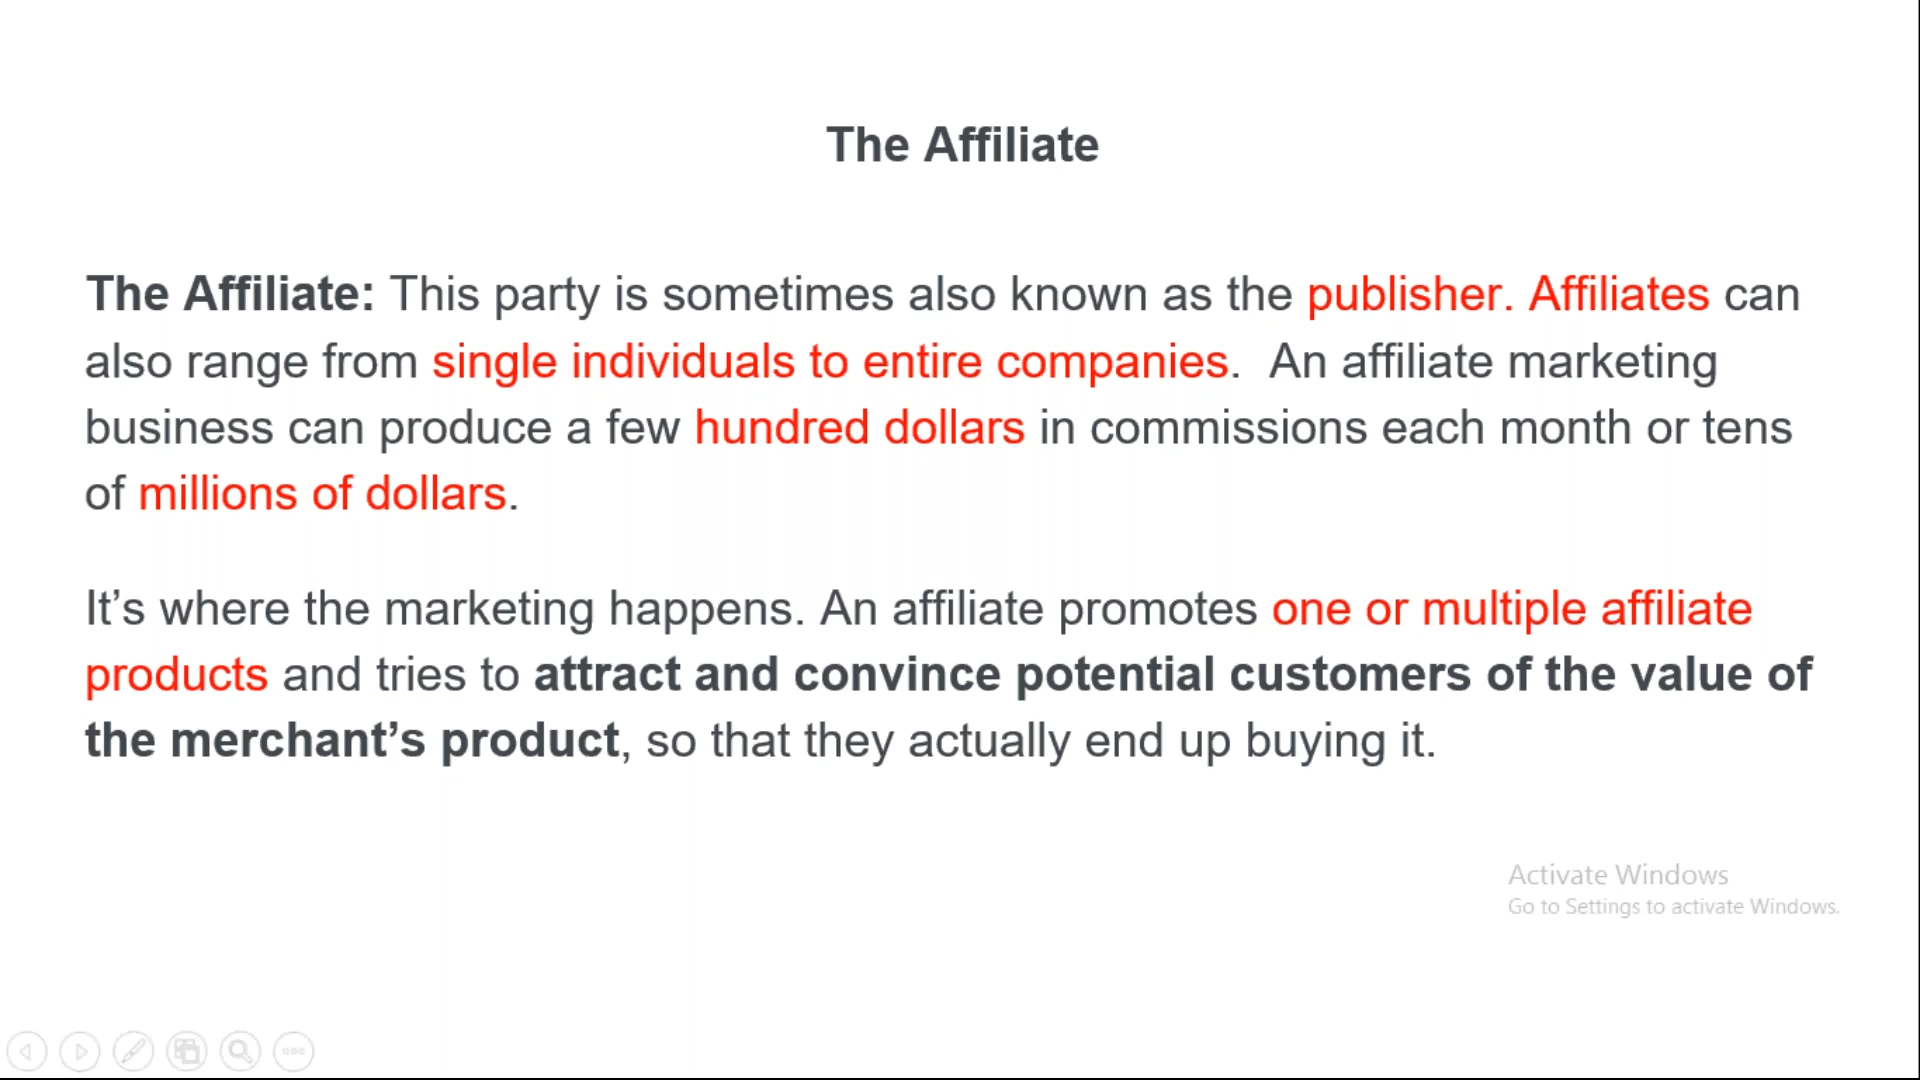 The Affiliate
The Affiliate: This party is sometimes also known as the publisher. Affiliates can
also range from single individuals to entire companies.  An affiliate marketing
business can produce a few hundred dollars in commissions each month or tens
of millions of dollars.
It’s where the marketing happens. An affiliate promotes one or multiple affiliate
products and tries to attract and convince potential customers of the value of
the merchant’s product, so that they actually end up buying it.
Activate Windows
Go to Settings to activate Windows.